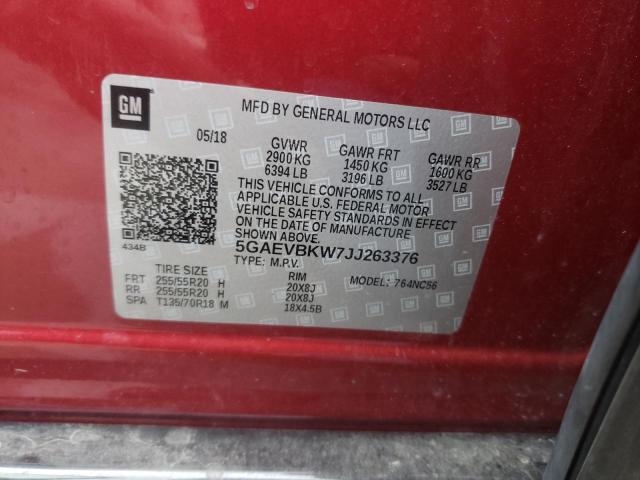 GM
MFD BY GENERAL MOTORS LLC
05/18
GVWR GAWR FRT GAWR RR
2900 KG 1450 KG 1600 KG
6394 LB 3196 LB 3527 LB
THIS VEHICLE CONFORMS TO ALL
APPLICABLE U.S. FEDERAL MOTOR
VEHICLE SAFETY STANDARDS IN EFFECT
ON THE DATE OF MANUFACTURE
SHOWN ABOVE.
434B
5GAEVBKW7JJ263376
TYPE: M.P.V.
MODEL: 764NC56
TIRE SIZE RIM
FRT 255/55R20 H 20X8J
RR 255/55R20 H 20X8J
SPA T135/70R18 M 18X4.5B